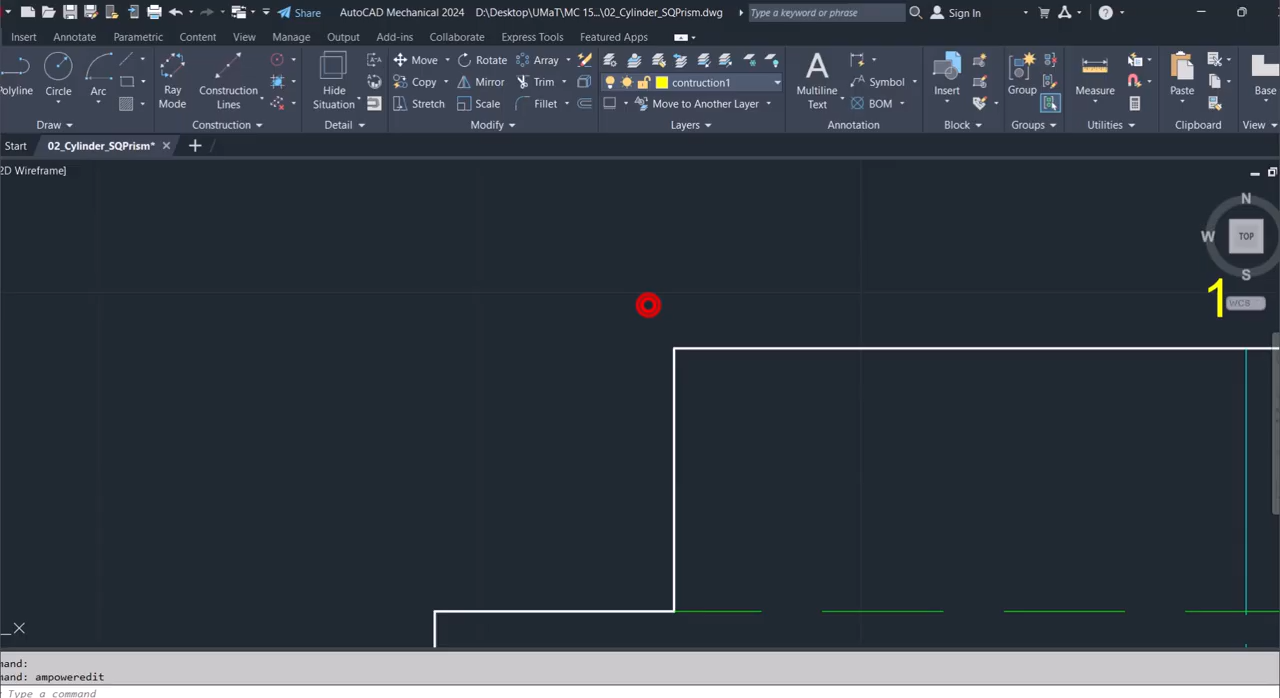 Share AutoCAD Mechanical 2024 D:\Desktop\UMaT\MC 15...\02_Cylinder_SQPrism.dwg Type a keyword or phrase Sign In
Insert Annotate Parametric Content View Manage Output Add-ins Collaborate Express Tools Featured Apps
Move Rotate Array contruction1 Symbol
Copy Mirror Trim
Stretch Scale Fillet Move to Another Layer BOM
Polyline Circle Arc Ray Mode Construction Lines Hide Situation Multiline Text Insert Group Measure Paste Base
Draw Construction Detail Modify Layers Annotation Block Groups Utilities Clipboard View
Start 02_Cylinder_SQPrism*
2D Wireframe]
N
W TOP
S
1
WCS
mand:
mand: ampoweredit
Type a command